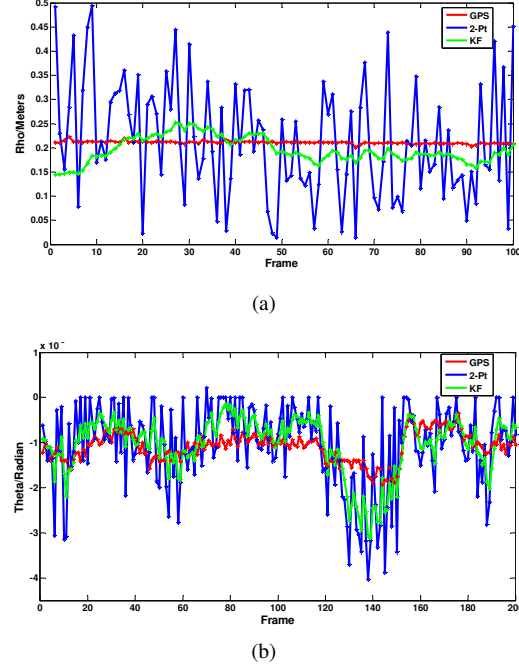 0.5
0.45
0.4
0.35
0.3
0.25
0.2
0.15
0.1
0.05
0
Rho/Meters
GPS
2-Pt
KF
0 10 20 30 40 50 60 70 80 90 100
Frame
(a)
x 10⁻
1
0
-1
-2
-3
-4
Theta/Radian
GPS
2-Pt
KF
0 20 40 60 80 100 120 140 160 180 200
Frame
(b)